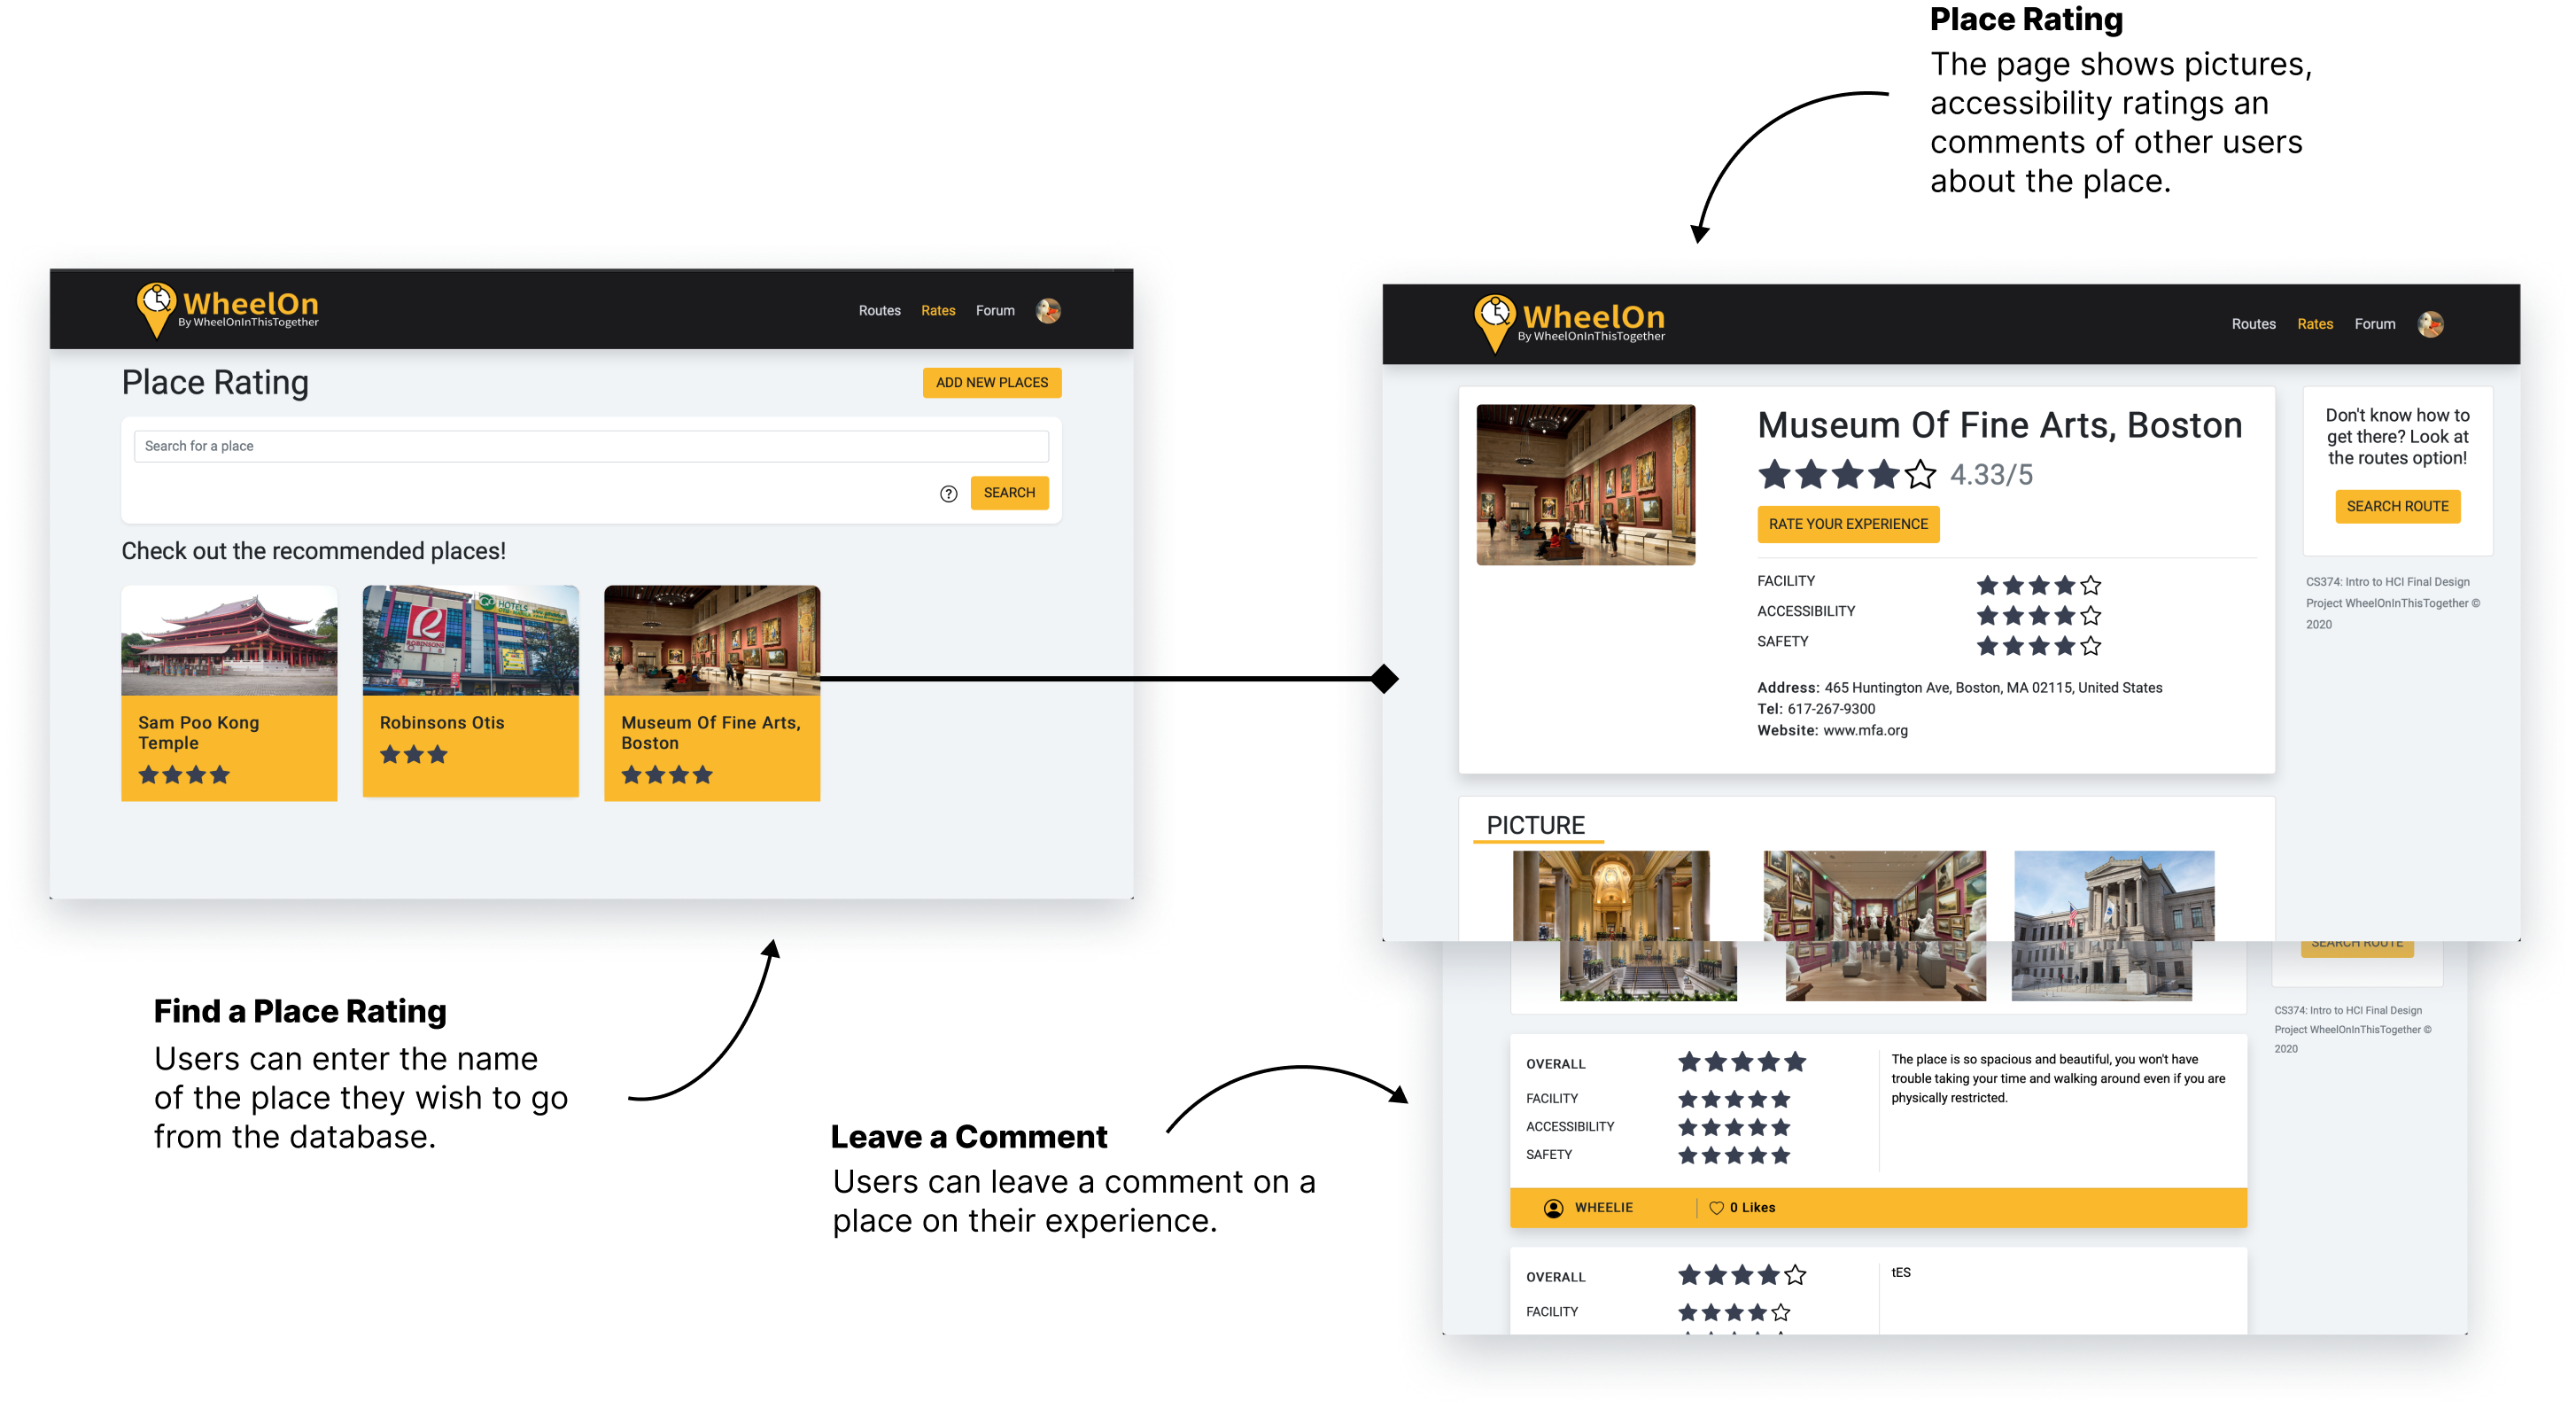 Place Rating
The page shows pictures,
accessibility ratings an
comments of other users
about the place.
WheelOn
By WheelOnInThisTogether
Routes
Rates
Forum
Place Rating
ADD NEW PLACES
Search for a place
?
SEARCH
Check out the recommended places!
R
ROBINSONS
OTIS
GO HOTELS
Sam Poo Kong
Temple
Robinsons Otis
Museum Of Fine Arts,
Boston
Find a Place Rating
Users can enter the name
of the place they wish to go
from the database.
Leave a Comment
Users can leave a comment on a
place on their experience.
WheelOn
By WheelOnInThisTogether
Routes
Rates
Forum
Museum Of Fine Arts, Boston
4.33/5
RATE YOUR EXPERIENCE
FACILITY
ACCESSIBILITY
SAFETY
Address: 465 Huntington Ave, Boston, MA 02115, United States
Tel: 617-267-9300
Website: www.mfa.org
Don't know how to
get there? Look at
the routes option!
SEARCH ROUTE
CS374: Intro to HCI Final Design
Project WheelOnInThisTogether ©
2020
PICTURE
SEARCH ROUTE
CS374: Intro to HCI Final Design
Project WheelOnInThisTogether ©
2020
OVERALL
FACILITY
ACCESSIBILITY
SAFETY
The place is so spacious and beautiful, you won't have
trouble taking your time and walking around even if you are
physically restricted.
WHEELIE
0 Likes
OVERALL
FACILITY
tES